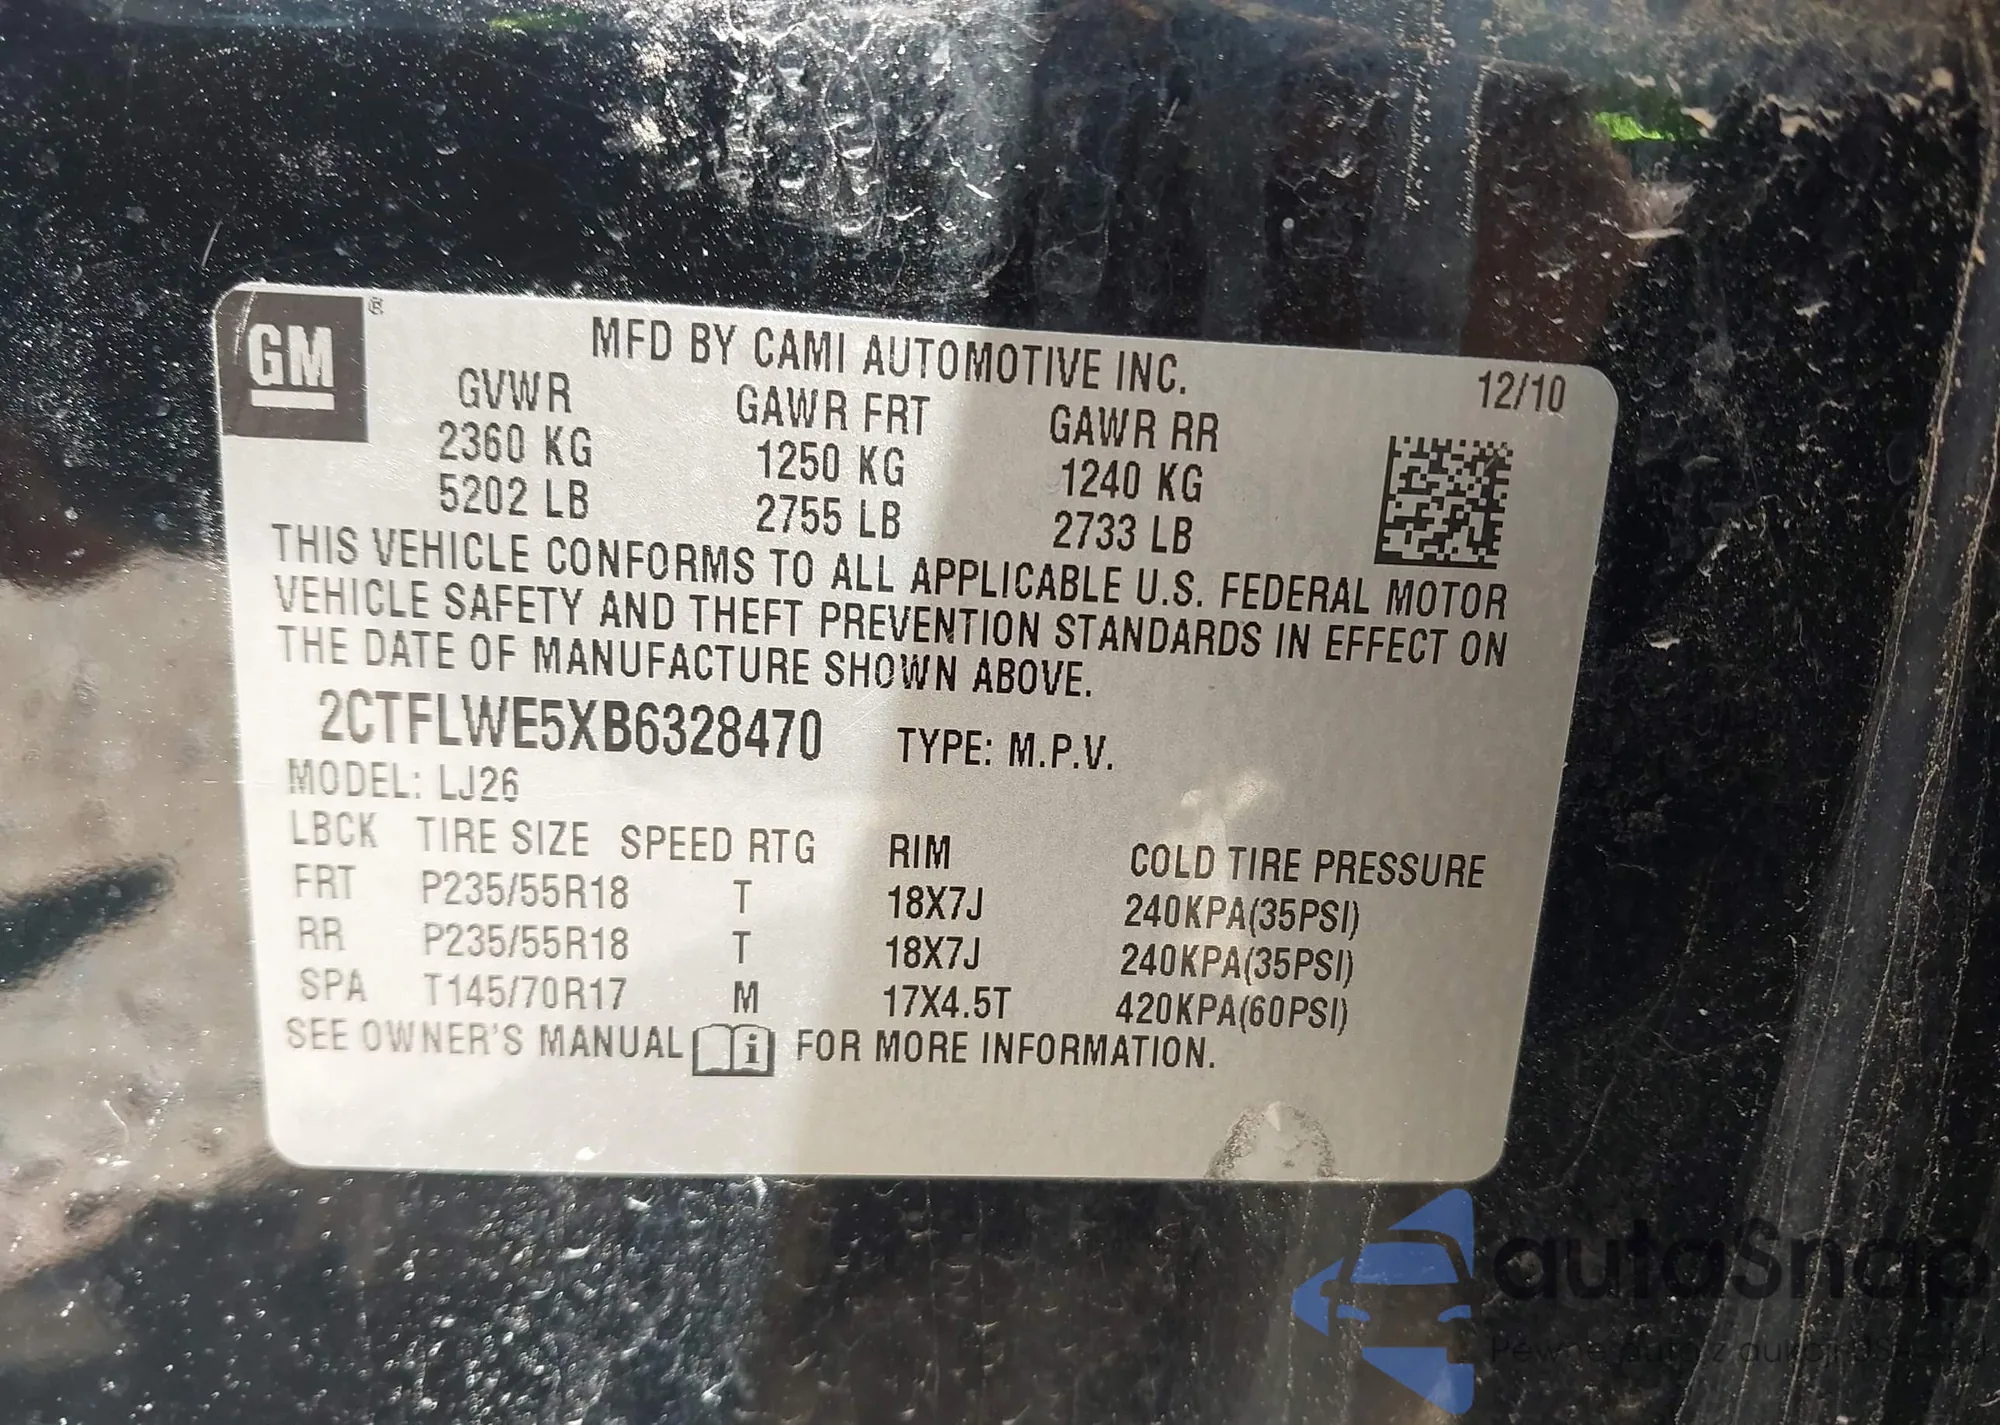 GM ®
MFD BY CAMI AUTOMOTIVE INC.
12/10
GVWR GAWR FRT GAWR RR
2360 KG 1250 KG 1240 KG
5202 LB 2755 LB 2733 LB
THIS VEHICLE CONFORMS TO ALL APPLICABLE U.S. FEDERAL MOTOR
VEHICLE SAFETY AND THEFT PREVENTION STANDARDS IN EFFECT ON
THE DATE OF MANUFACTURE SHOWN ABOVE.
2CTFLWE5XB6328470 TYPE: M.P.V.
MODEL: LJ26
LBCK TIRE SIZE SPEED RTG RIM COLD TIRE PRESSURE
FRT P235/55R18 T 18X7J 240KPA(35PSI)
RR P235/55R18 T 18X7J 240KPA(35PSI)
SPA T145/70R17 M 17X4.5T 420KPA(60PSI)
SEE OWNER'S MANUAL i FOR MORE INFORMATION.
autoSnap
Pewne auto z aukcji